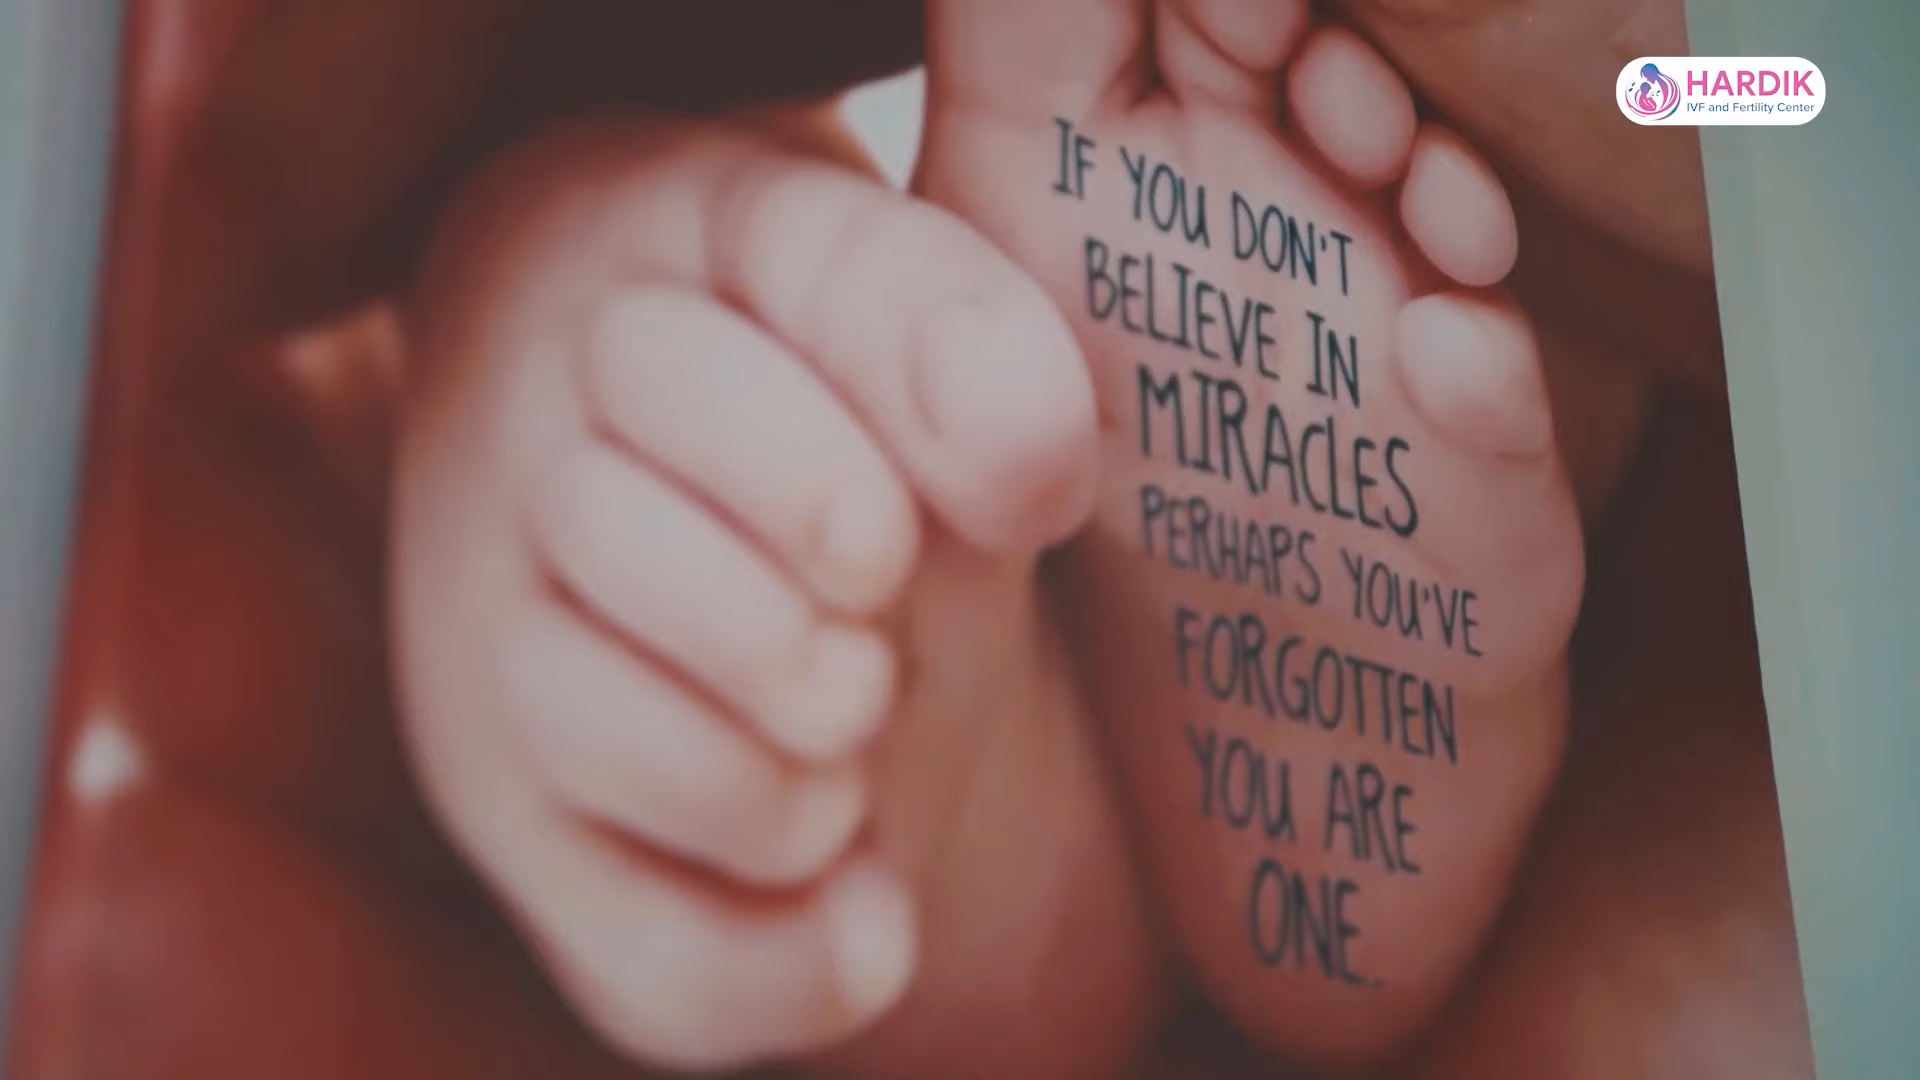 HARDIK
IVF and Fertility Center
IF YOU DON'T
BELIEVE IN
MIRACLES
PERHAPS YOU'VE
FORGOTTEN
YOU ARE
ONE.